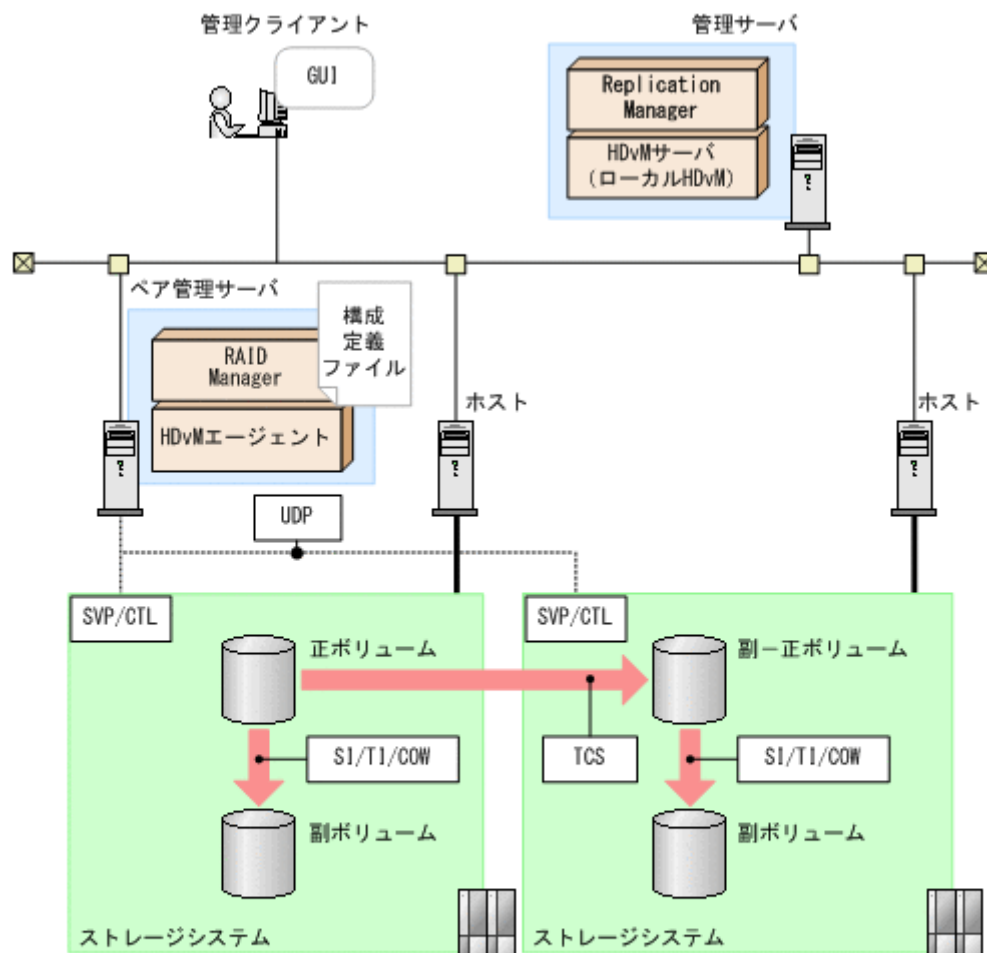 管理クライアント
GUI
管理サーバ
Replication
Manager
HDvMサーバ
(ローカルHDvM)
ペア管理サーバ
構成
定義
ファイル
RAID
Manager
HDvMエージェント
ホスト
ホスト
UDP
SVP/CTL
SVP/CTL
正ボリューム
副－正ボリューム
SI/TI/COW
TCS
SI/TI/COW
副ボリューム
副ボリューム
ストレージシステム
ストレージシステム